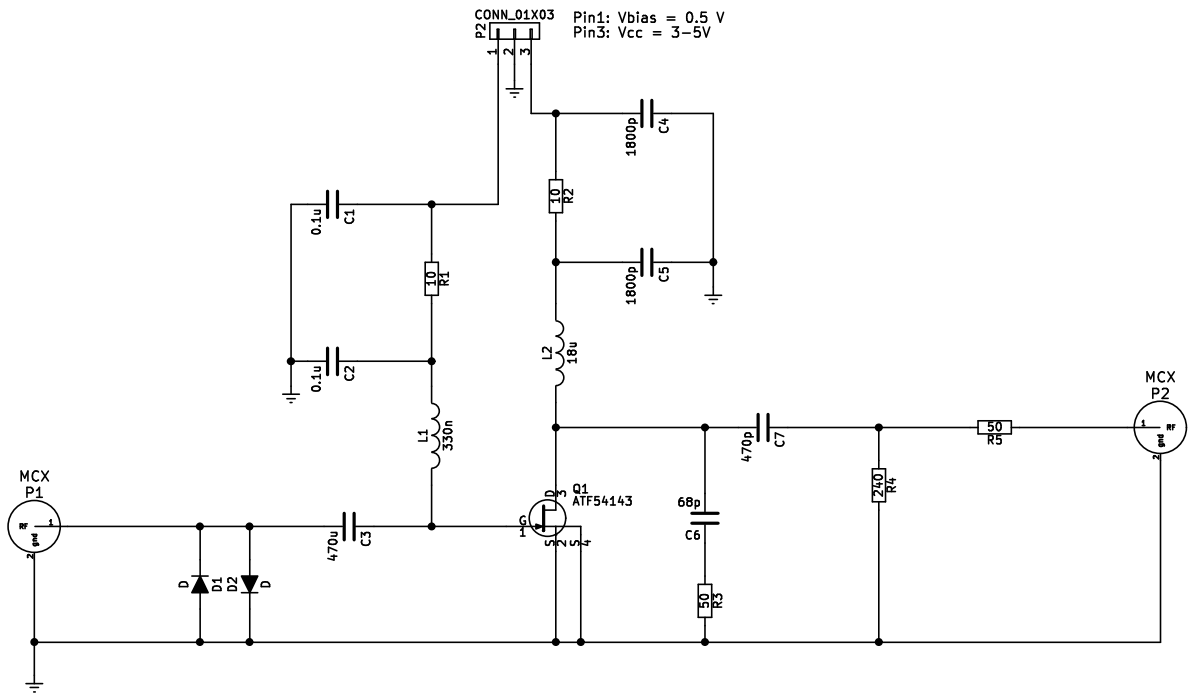 CONN_01X03
P2
1
2
3
Pin1: Vbias = 0.5 V
Pin3: Vcc = 3-5V
1800p
C4
10
R2
0.1u
C1
10
R1
1800p
C5
L2
18u
0.1u
C2
L1
330n
MCX
P2
1
RF
gnd
2
470p
C7
50
R5
240
R4
MCX
P1
RF
1
gnd
2
Q1
ATF54143
D
3
G
1
S
2
S
4
68p
C6
470u
C3
D
D1
D2
D
50
R3